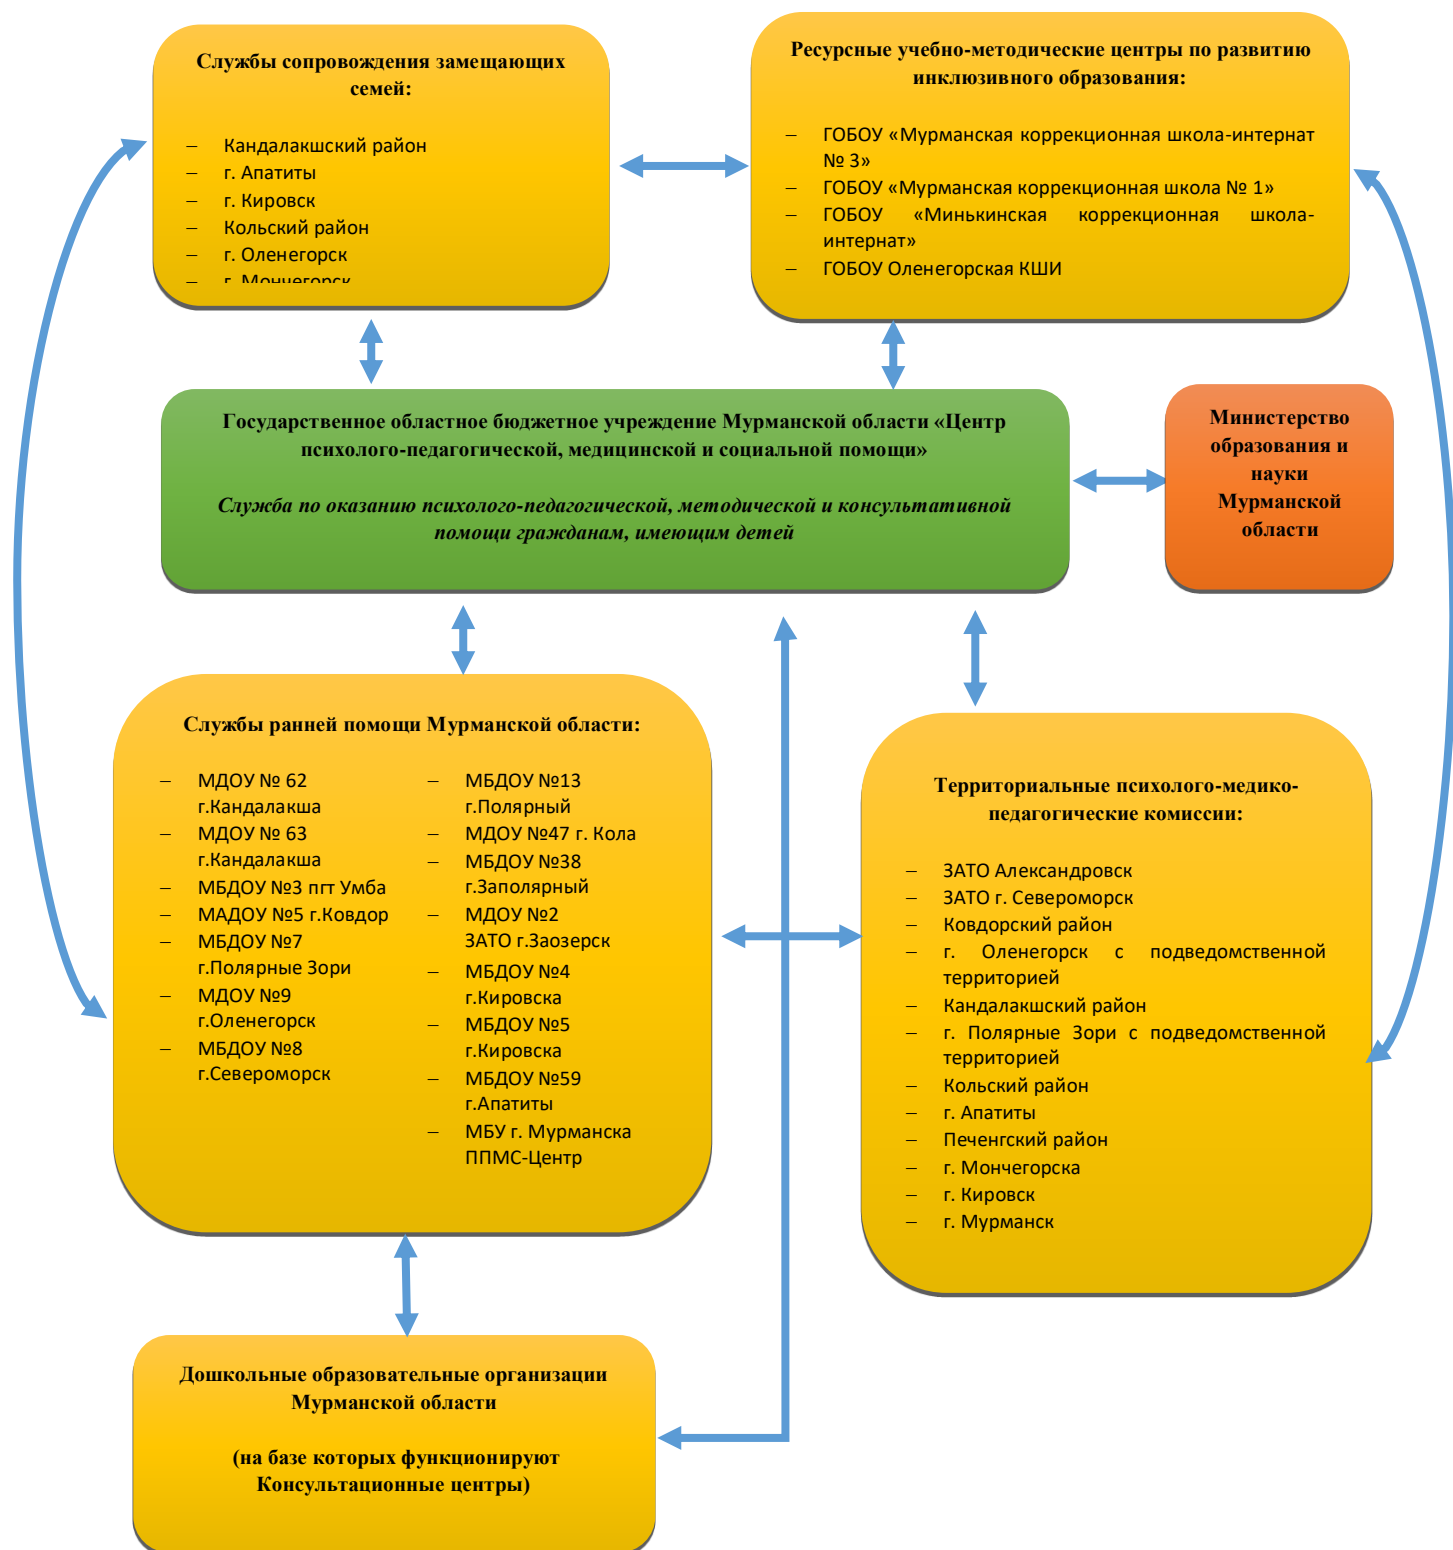 Службы сопровождения замещающих
семей:
– Кандалакшский район
– г. Апатиты
– г. Кировск
– Кольский район
– г. Оленегорск
– г. Мончегорск
Ресурсные учебно-методические центры по развитию
инклюзивного образования:
– ГОБОУ «Мурманская коррекционная школа-интернат
№ 3»
– ГОБОУ «Мурманская коррекционная школа № 1»
– ГОБОУ «Минькинская коррекционная школа-
интернат»
– ГОБОУ Оленегорская КШИ
Государственное областное бюджетное учреждение Мурманской области «Центр
психолого-педагогической, медицинской и социальной помощи»
Служба по оказанию психолого-педагогической, методической и консультативной
помощи гражданам, имеющим детей
Министерство
образования и
науки
Мурманской
области
Службы ранней помощи Мурманской области:
– МДОУ № 62
г.Кандалакша
– МДОУ № 63
г.Кандалакша
– МБДОУ №3 пгт Умба
– МАДОУ №5 г.Ковдор
– МБДОУ №7
г.Полярные Зори
– МДОУ №9
г.Оленегорск
– МБДОУ №8
г.Североморск
– МБДОУ №13
г.Полярный
– МДОУ №47 г. Кола
– МБДОУ №38
г.Заполярный
– МДОУ №2
ЗАТО г.Заозерск
– МБДОУ №4
г.Кировска
– МБДОУ №5
г.Кировска
– МБДОУ №59
г.Апатиты
– МБУ г. Мурманска
ППМС-Центр
Территориальные психолого-медико-
педагогические комиссии:
– ЗАТО Александровск
– ЗАТО г. Североморск
– Ковдорский район
– г. Оленегорск с подведомственной
территорией
– Кандалакшский район
– г. Полярные Зори с подведомственной
территорией
– Кольский район
– г. Апатиты
– Печенгский район
– г. Мончегорска
– г. Кировск
– г. Мурманск
Дошкольные образовательные организации
Мурманской области
(на базе которых функционируют
Консультационные центры)